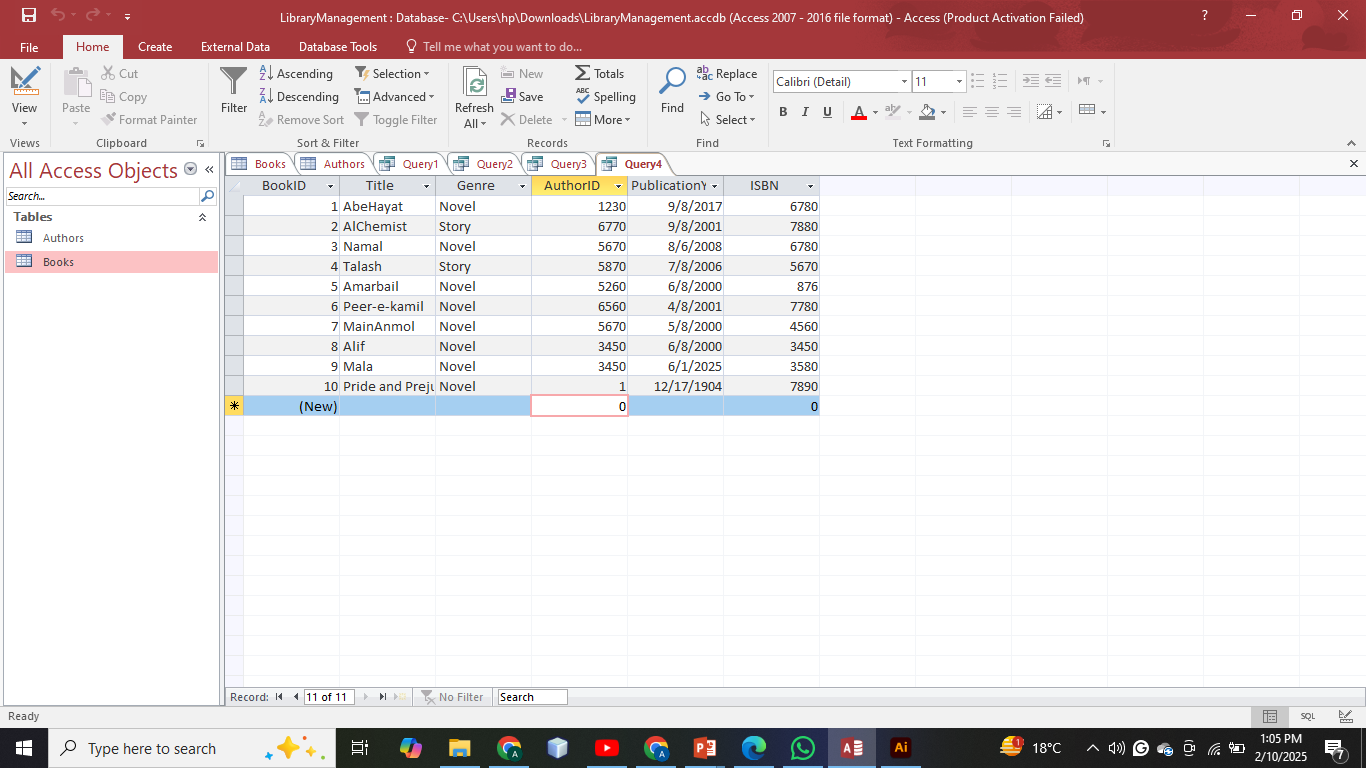 LibraryManagement : Database- C:\Users\hp\Downloads\LibraryManagement.accdb (Access 2007 - 2016 file format) - Access (Product Activation Failed)
File Home Create External Data Database Tools Tell me what you want to do...
View
Views
Paste
Cut
Copy
Format Painter
Clipboard
Filter
Ascending
Descending
Remove Sort
Selection
Advanced
Toggle Filter
Sort & Filter
Refresh
All
New
Save
Delete
Totals
Spelling
More
Records
Find
Replace
Go To
Select
Find
Calibri (Detail) 11
B I U
Text Formatting
All Access Objects
Search...
Tables
Authors
Books
Books Authors Query1 Query2 Query3 Query4
BookID Title Genre AuthorID PublicationY ISBN
1 AbeHayat Novel 1230 9/8/2017 6780
2 AlChemist Story 6770 9/8/2001 7880
3 Namal Novel 5670 8/6/2008 6780
4 Talash Story 5870 7/8/2006 5670
5 Amarbail Novel 5260 6/8/2000 876
6 Peer-e-kamil Novel 6560 4/8/2001 7780
7 MainAnmol Novel 5670 5/8/2000 4560
8 Alif Novel 3450 6/8/2000 3450
9 Mala Novel 3450 6/1/2025 3580
10 Pride and Preju Novel 1 12/17/1904 7890
(New) 0 0
Record: 11 of 11 No Filter Search
Ready
SQL
Type here to search
Ai
1
18°C
1:05 PM
2/10/2025
7